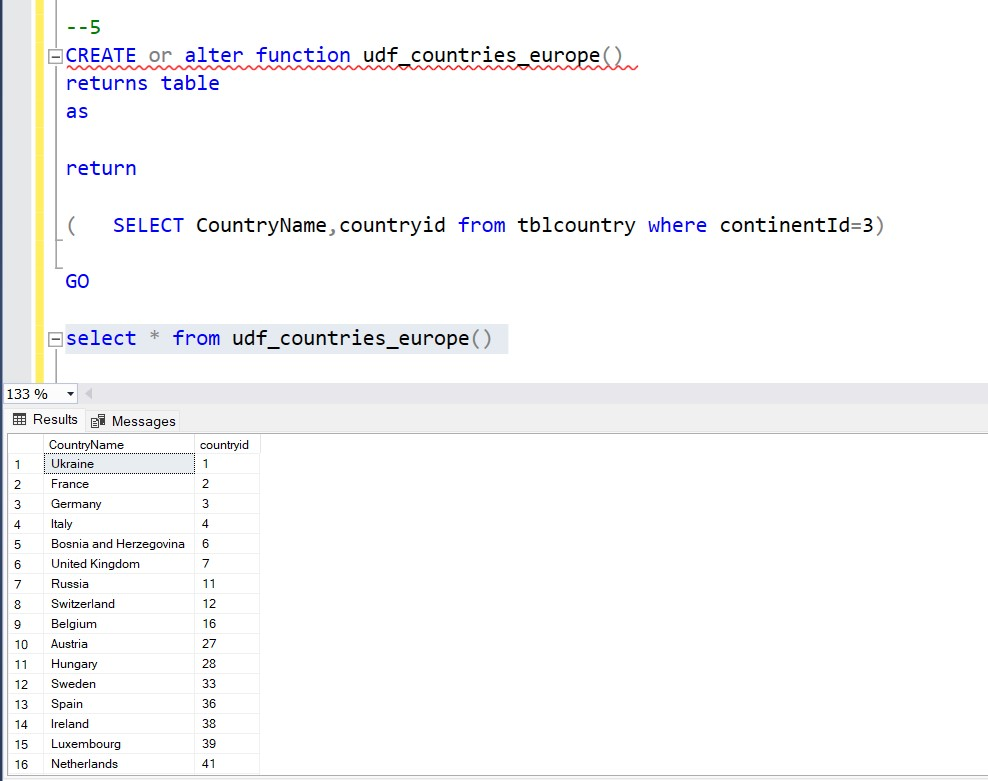 --5
CREATE or alter function udf_countries_europe()
returns table
as
return
(   SELECT CountryName,countryid from tblcountry where continentId=3)
GO
select * from udf_countries_europe()
133 %
Results Messages
CountryName countryid
1 Ukraine 1
2 France 2
3 Germany 3
4 Italy 4
5 Bosnia and Herzegovina 6
6 United Kingdom 7
7 Russia 11
8 Switzerland 12
9 Belgium 16
10 Austria 27
11 Hungary 28
12 Sweden 33
13 Spain 36
14 Ireland 38
15 Luxembourg 39
16 Netherlands 41